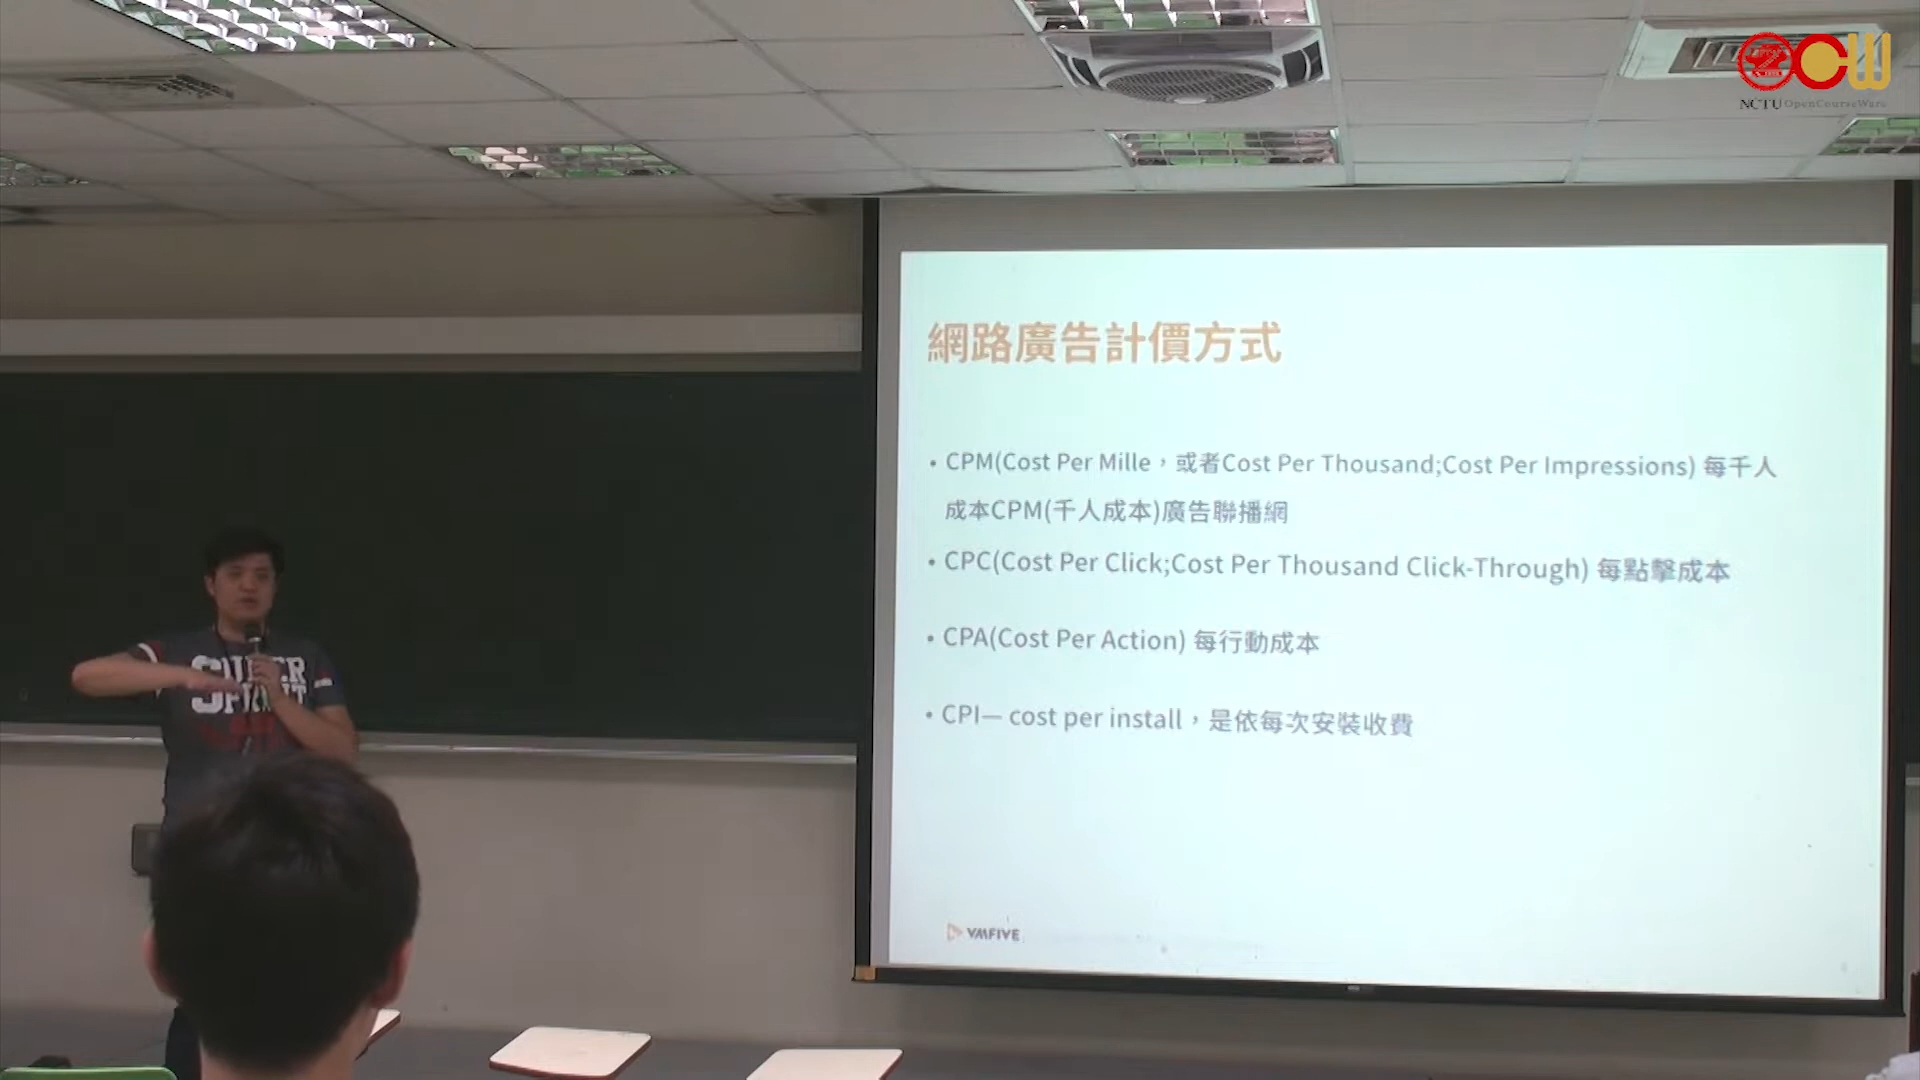 NCTU OpenCourseWare
網路廣告計價方式
• CPM(Cost Per Mille，或者Cost Per Thousand;Cost Per Impressions) 每千人
成本CPM(千人成本)廣告聯播網
• CPC(Cost Per Click;Cost Per Thousand Click-Through) 每點擊成本
• CPA(Cost Per Action) 每行動成本
• CPI— cost per install，是依每次安裝收費
VMFIVE
SUPER